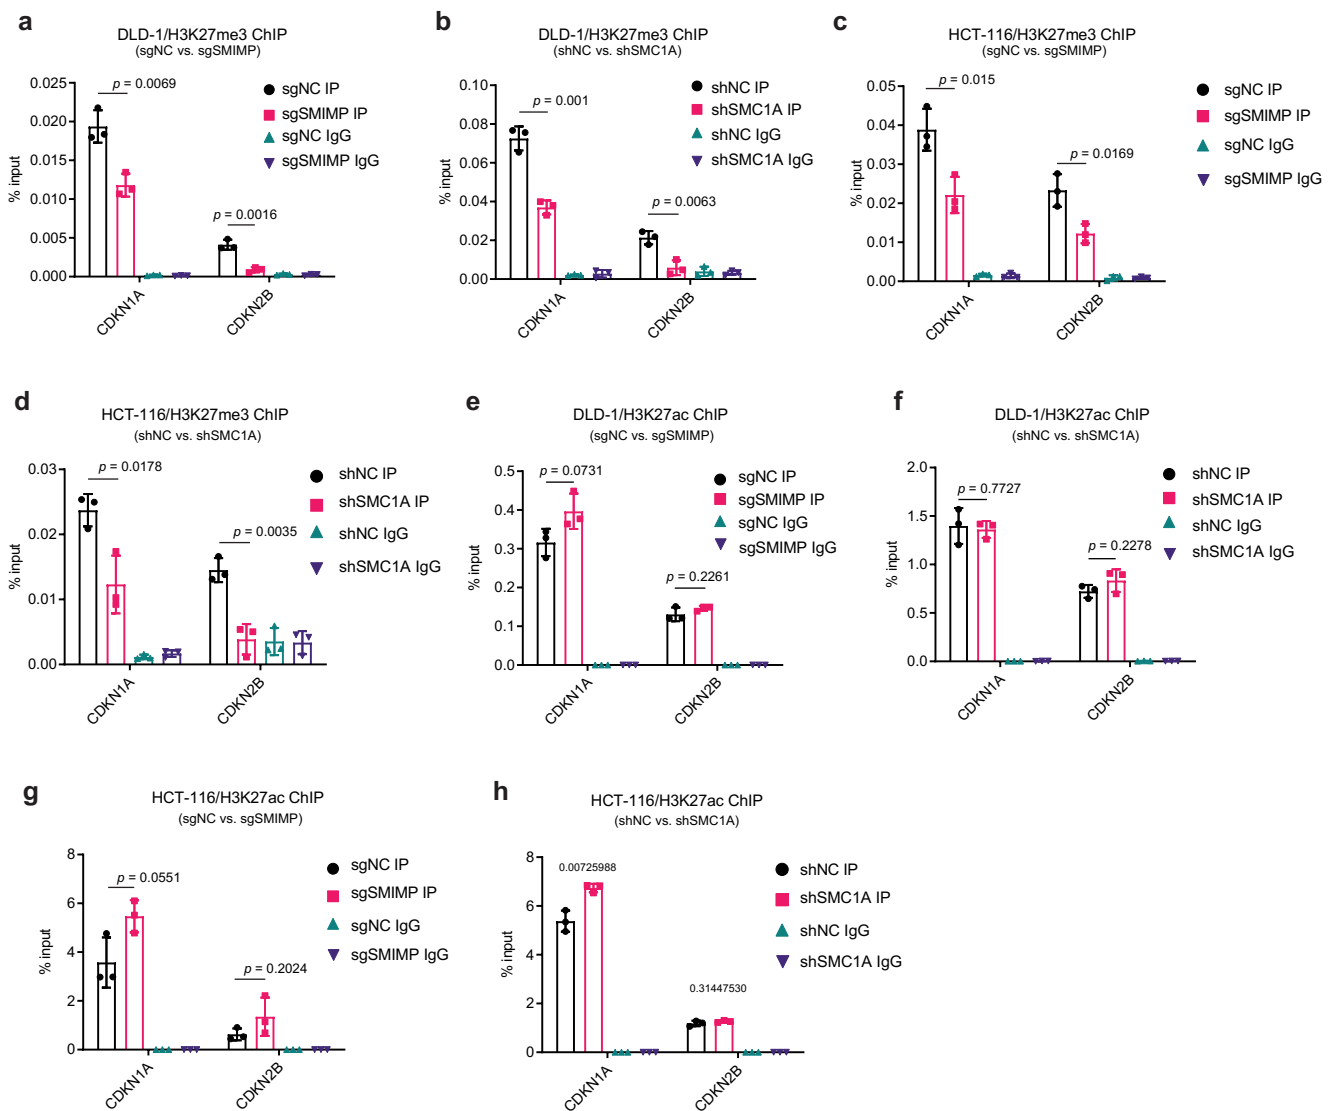 a
DLD-1/H3K27me3 ChIP
(sgNC vs. sgSMIMP)
% input
0.025
0.020
0.015
0.010
0.005
0.000
p = 0.0069
p = 0.0016
CDKN1A
CDKN2B
sgNC IP
sgSMIMP IP
sgNC IgG
sgSMIMP IgG
b
DLD-1/H3K27me3 ChIP
(shNC vs. shSMC1A)
% input
0.10
0.08
0.06
0.04
0.02
0.00
p = 0.001
p = 0.0063
CDKN1A
CDKN2B
shNC IP
shSMC1A IP
shNC IgG
shSMC1A IgG
c
HCT-116/H3K27me3 ChIP
(sgNC vs. sgSMIMP)
% input
0.05
0.04
0.03
0.02
0.01
0.00
p = 0.015
p = 0.0169
CDKN1A
CDKN2B
sgNC IP
sgSMIMP IP
sgNC IgG
sgSMIMP IgG
d
HCT-116/H3K27me3 ChIP
(shNC vs. shSMC1A)
% input
0.03
0.02
0.01
0.00
p = 0.0178
p = 0.0035
CDKN1A
CDKN2B
shNC IP
shSMC1A IP
shNC IgG
shSMC1A IgG
e
DLD-1/H3K27ac ChIP
(sgNC vs. sgSMIMP)
% input
0.5
0.4
0.3
0.2
0.1
0.0
p = 0.0731
p = 0.2261
CDKN1A
CDKN2B
sgNC IP
sgSMIMP IP
sgNC IgG
sgSMIMP IgG
f
DLD-1/H3K27ac ChIP
(shNC vs. shSMC1A)
% input
2.0
1.5
1.0
0.5
0.0
p = 0.7727
p = 0.2278
CDKN1A
CDKN2B
shNC IP
shSMC1A IP
shNC IgG
shSMC1A IgG
g
HCT-116/H3K27ac ChIP
(sgNC vs. sgSMIMP)
% input
8
6
4
2
0
p = 0.0551
p = 0.2024
CDKN1A
CDKN2B
sgNC IP
sgSMIMP IP
sgNC IgG
sgSMIMP IgG
h
HCT-116/H3K27ac ChIP
(shNC vs. shSMC1A)
% input
8
6
4
2
0
0.00725988
0.31447530
CDKN1A
CDKN2B
shNC IP
shSMC1A IP
shNC IgG
shSMC1A IgG